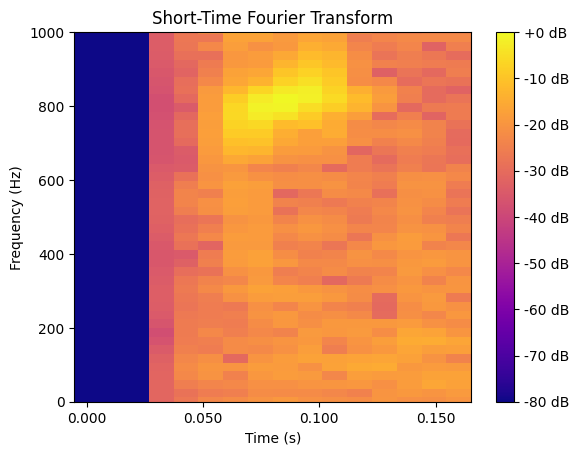 Short-Time Fourier Transform
Frequency (Hz)
1000
800
600
400
200
0
0.000
0.050
0.100
0.150
Time (s)
+0 dB
-10 dB
-20 dB
-30 dB
-40 dB
-50 dB
-60 dB
-70 dB
-80 dB